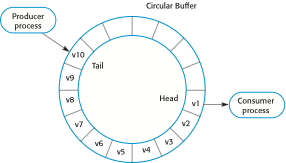 Circular Buffer
Producer
process
v10
Tail
v9
v8
Head
v1
Consumer
process
v7
v2
v6
v3
v5
v4